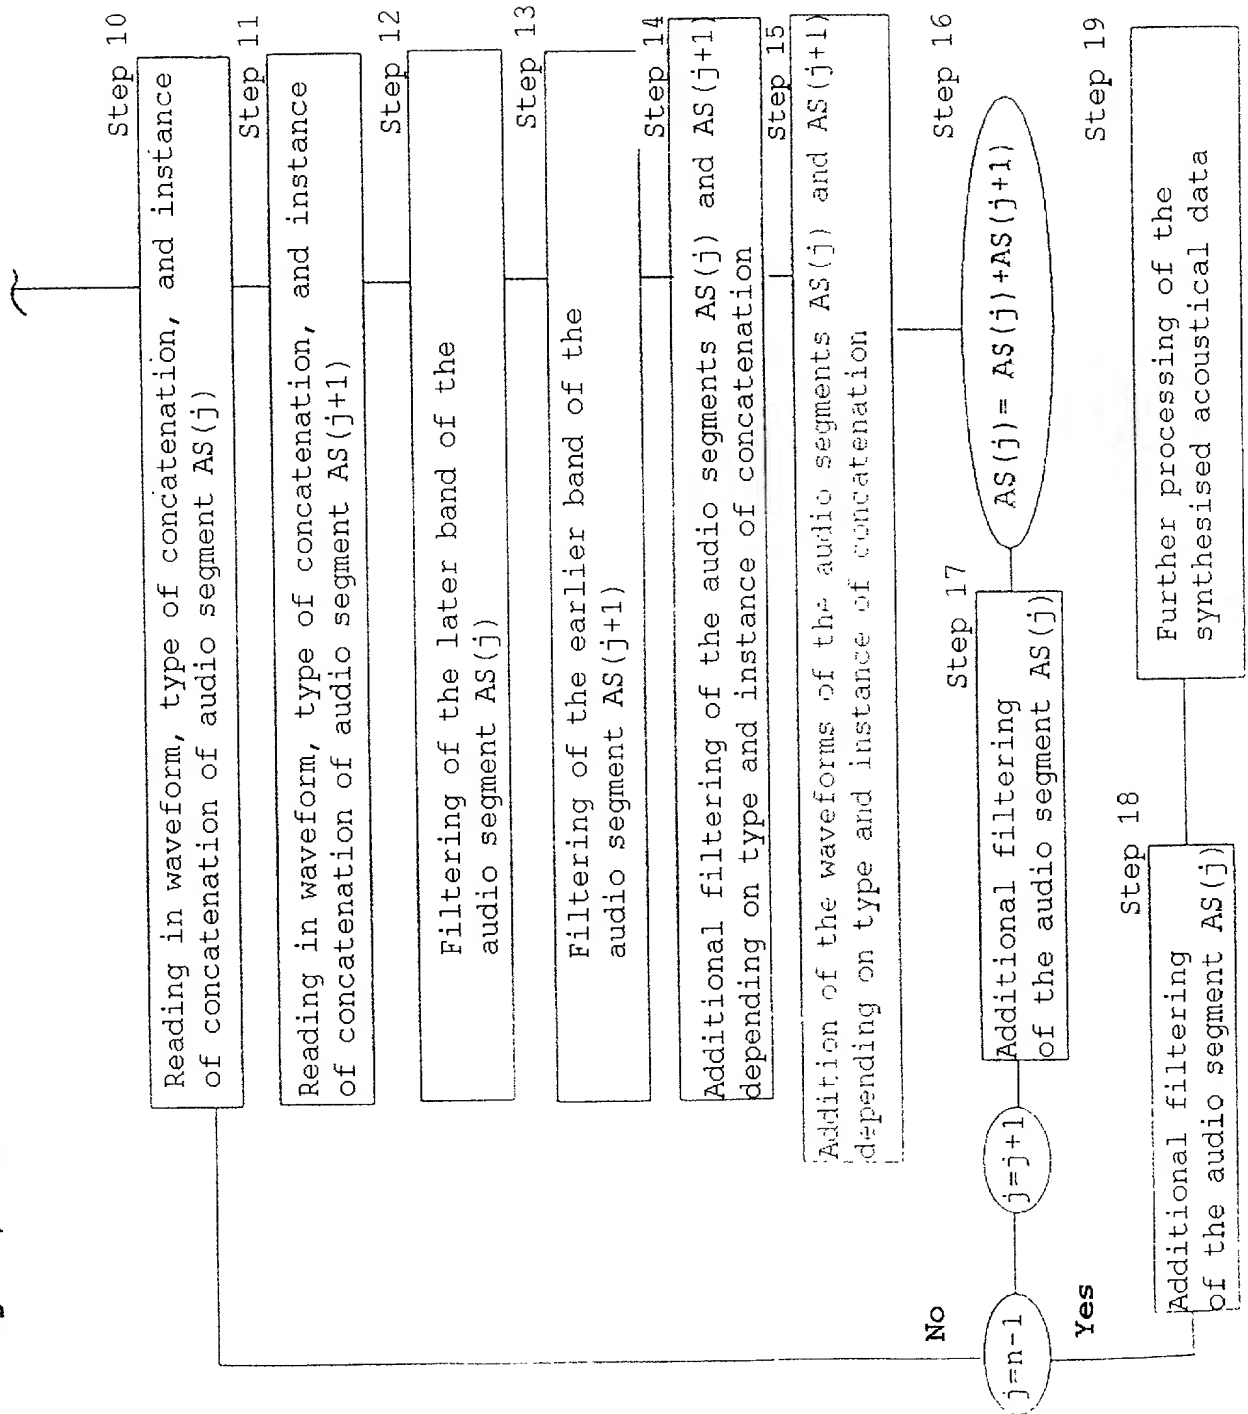 Step 10
Reading in waveform, type of concatenation, and instance
of concatenation of audio segment AS(j)
Step 11
Reading in waveform, type of concatenation, and instance
of concatenation of audio segment AS(j+1)
Step 12
Filtering of the later band of the
audio segment AS(j)
Step 13
Filtering of the earlier band of the
audio segment AS(j+1)
Step 14
Additional filtering of the audio segments AS(j) and AS(j+1)
depending on type and instance of concatenation
Step 15
Addition of the waveforms of the audio segments AS(j) and AS(j+1)
depending on type and instance of concatenation
Step 16
AS(j)= AS(j)+AS(j+1)
Step 17
Additional filtering
of the audio segment AS(j)
j=j+1
No
j=n-1
Yes
Step 18
Additional filtering
of the audio segment AS(j)
Step 19
Further processing of the
synthesised acoustical data